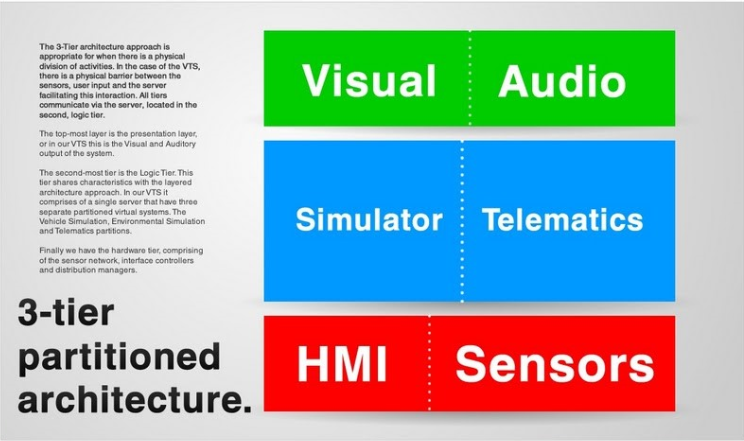 The 3-Tier architecture approach is
appropriate for when there is a physical
division of activities. In the case of the VTS,
there is a physical barrier between the
sensors, user input and the server
facilitating this interaction. All tiers
communicate via the server, located in the
second, logic tier.
The top-most layer is the presentation layer,
or in our VTS this is the Visual and Auditory
output of the system.
The second-most tier is the Logic Tier. This
tier shares characteristics with the layered
architecture approach. In our VTS it
comprises of a single server that have three
separate partitioned virtual systems. The
Vehicle Simulation, Environmental Simulation
and Telematics partitions.
Finally we have the hardware tier, comprising
of the sensor network, interface controllers
and distribution managers.
3-tier
partitioned
architecture.
Visual Audio
Simulator Telematics
HMI Sensors